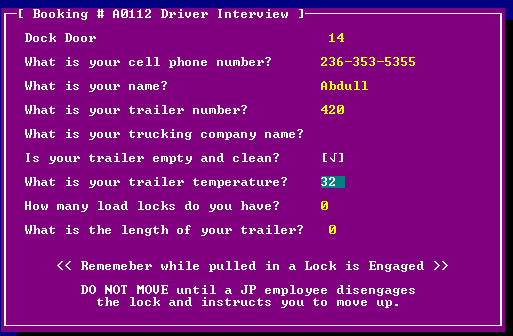 [ Booking # A0112 Driver Interview ]
Dock Door 14
What is your cell phone number? 236-353-5355
What is your name? Abdull
What is your trailer number? 420
What is your trucking company name?
Is your trailer empty and clean? [√]
What is your trailer temperature? 32
How many load locks do you have? 0
What is the length of your trailer? 0
<< Rememeber while pulled in a Lock is Engaged >>
DO NOT MOVE until a JP employee disengages
the lock and instructs you to move up.